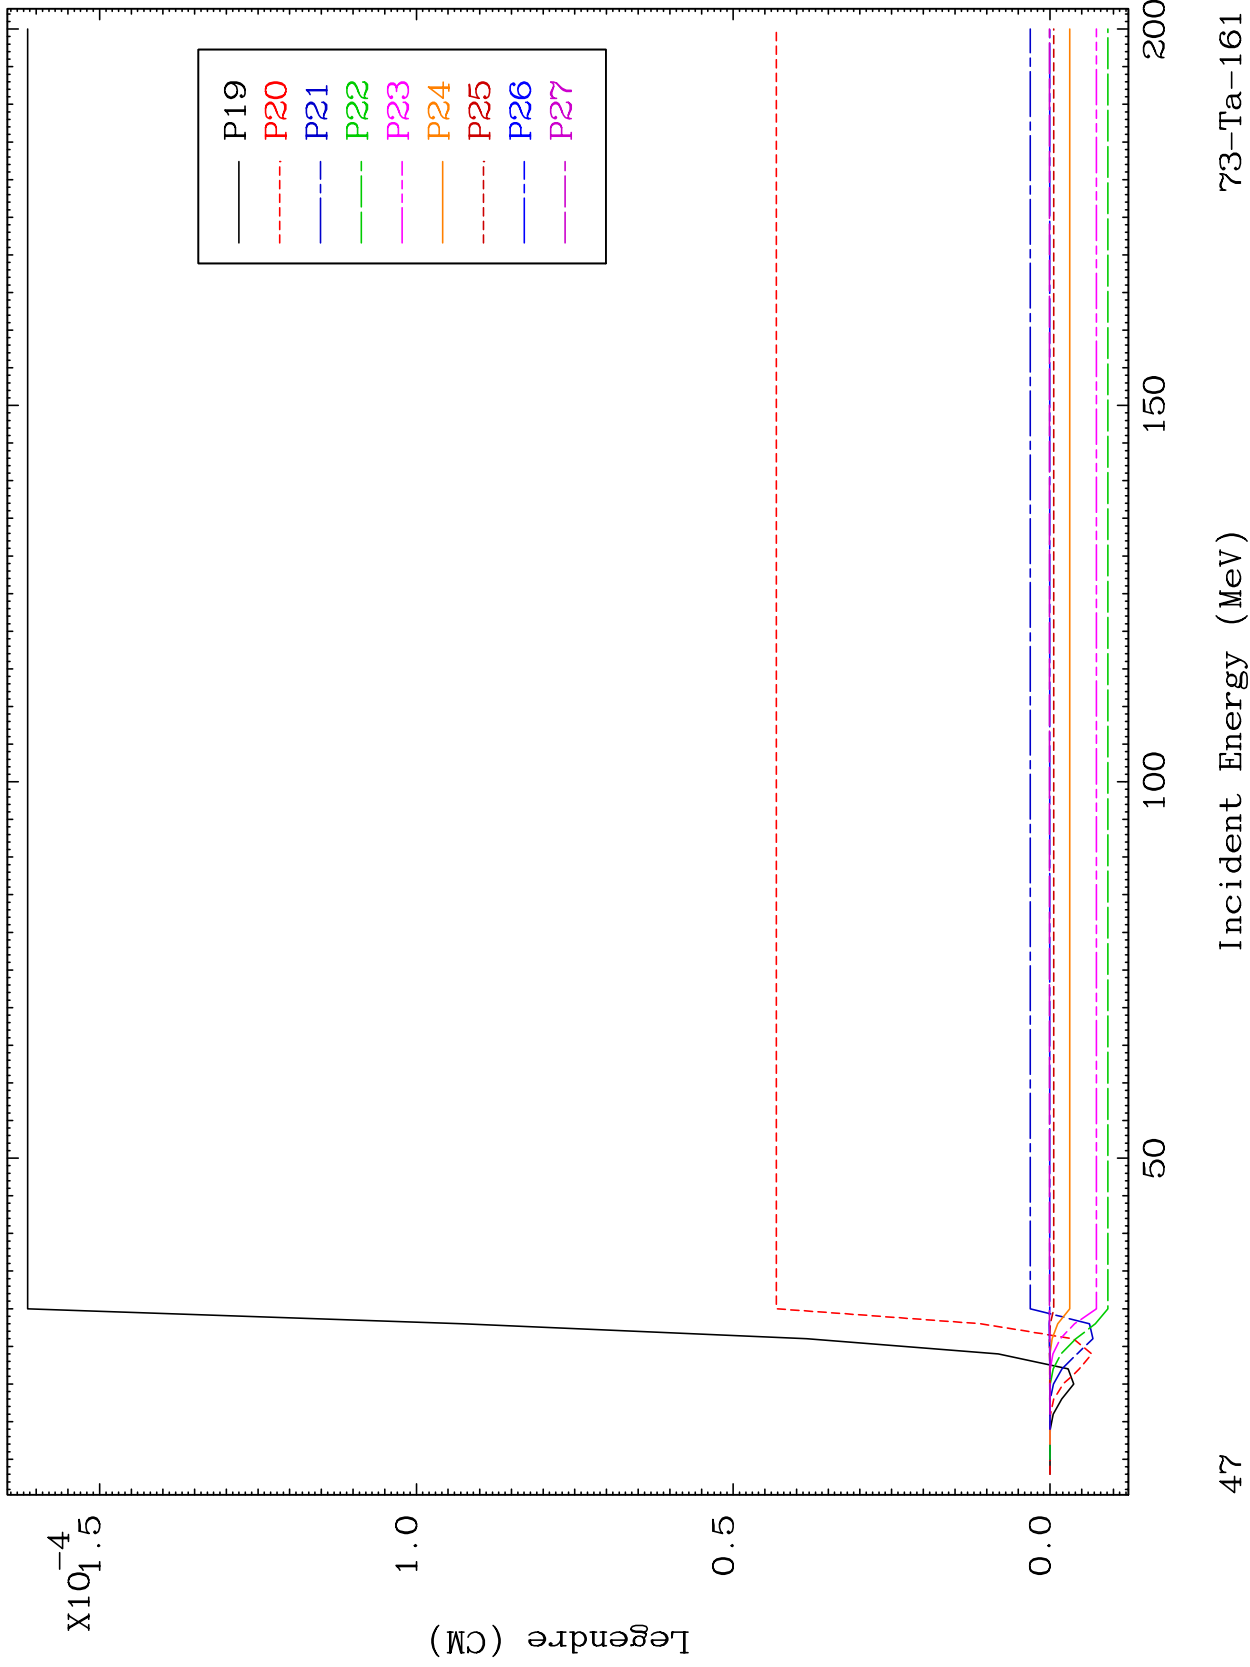 X10-4
1.5
1.0
0.5
0.0
Legendre (CM)
P19
P20
P21
P22
P23
P24
P25
P26
P27
50
100
150
200
Incident Energy (MeV)
47
73-Ta-161